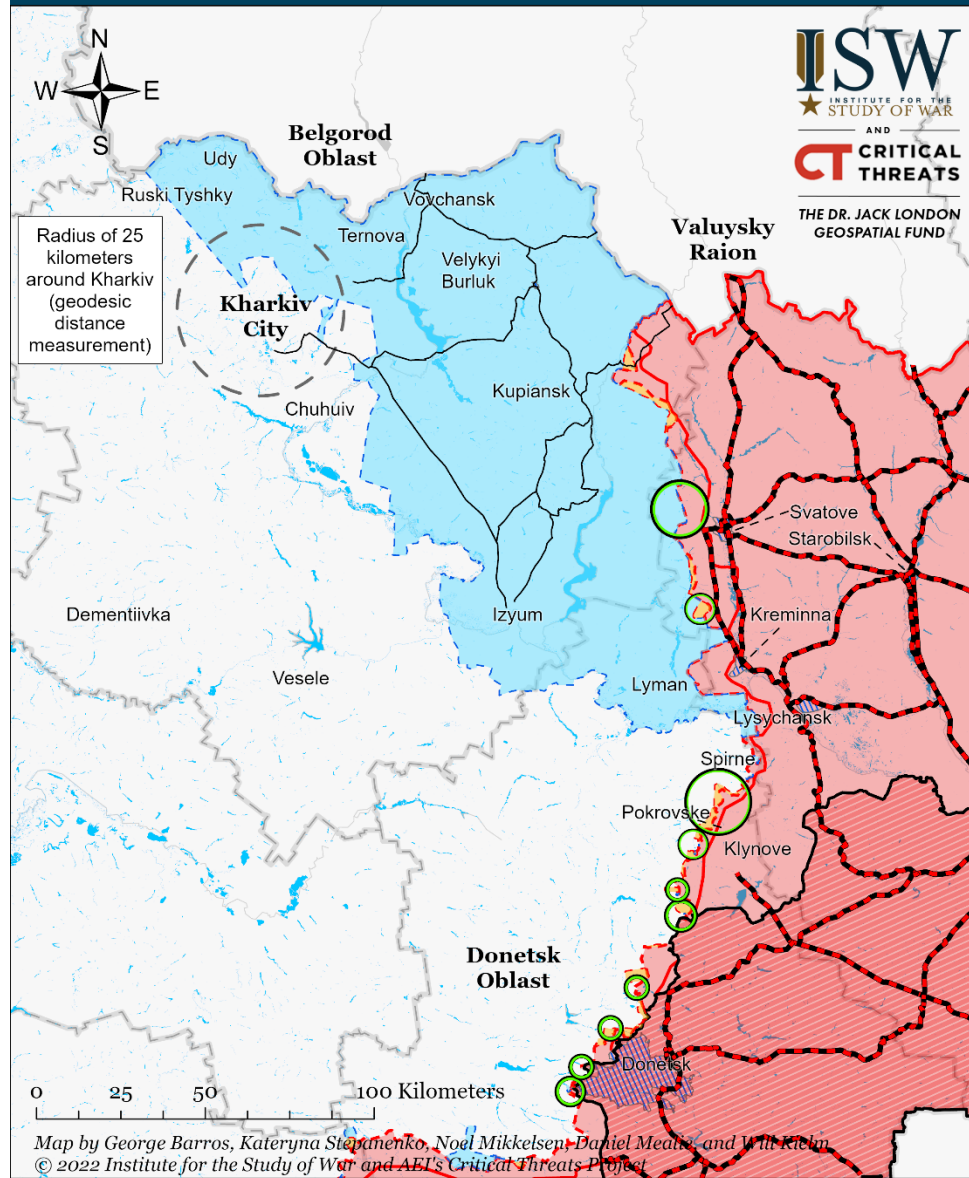 N
W E
S
ISW
INSTITUTE FOR THE
STUDY OF WAR
AND
CT CRITICAL
THREATS
THE DR. JACK LONDON
GEOSPATIAL FUND
Belgorod
Oblast
Udy
Ruski Tyshky
Vovchansk
Ternova
Valuysky
Raion
Radius of 25
kilometers
around Kharkiv
(geodesic
distance
measurement)
Velykyi
Burluk
Kharkiv
City
Kupiansk
Chuhuiv
Svatove
Starobilsk
Dementiivka
Izyum
Kreminna
Vesele
Lyman
Lysychansk
Spirne
Pokrovske
Klynove
Donetsk
Oblast
Donetsk
0 25 50 100 Kilometers
Map by George Barros, Kateryna Stepanenko, Noel Mikkelsen, Daniel Mealie, and Will Kielm
© 2022 Institute for the Study of War and AEI's Critical Threats Project